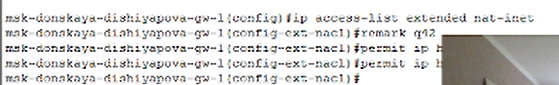 msk-donskaya-dishiyapova-gw-1(config)#ip access-list extended nat-inet
msk-donskaya-dishiyapova-gw-1(config-ext-nacl)#remark q42
msk-donskaya-dishiyapova-gw-1(config-ext-nacl)#permit ip h
msk-donskaya-dishiyapova-gw-1(config-ext-nacl)#permit ip h
msk-donskaya-dishiyapova-gw-1(config-ext-nacl)#